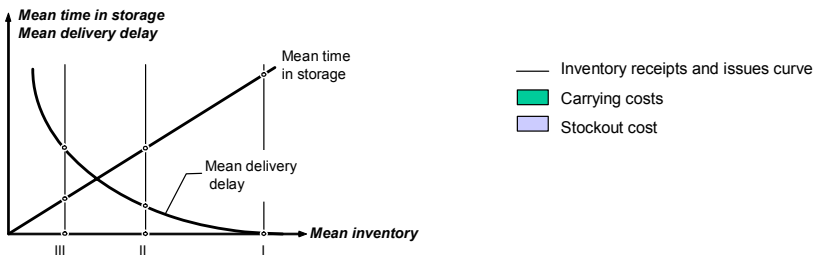 Mean time in storage
Mean delivery delay
Mean time
in storage
Mean delivery
delay
Mean inventory
III
II
I
Inventory receipts and issues curve
Carrying costs
Stockout cost